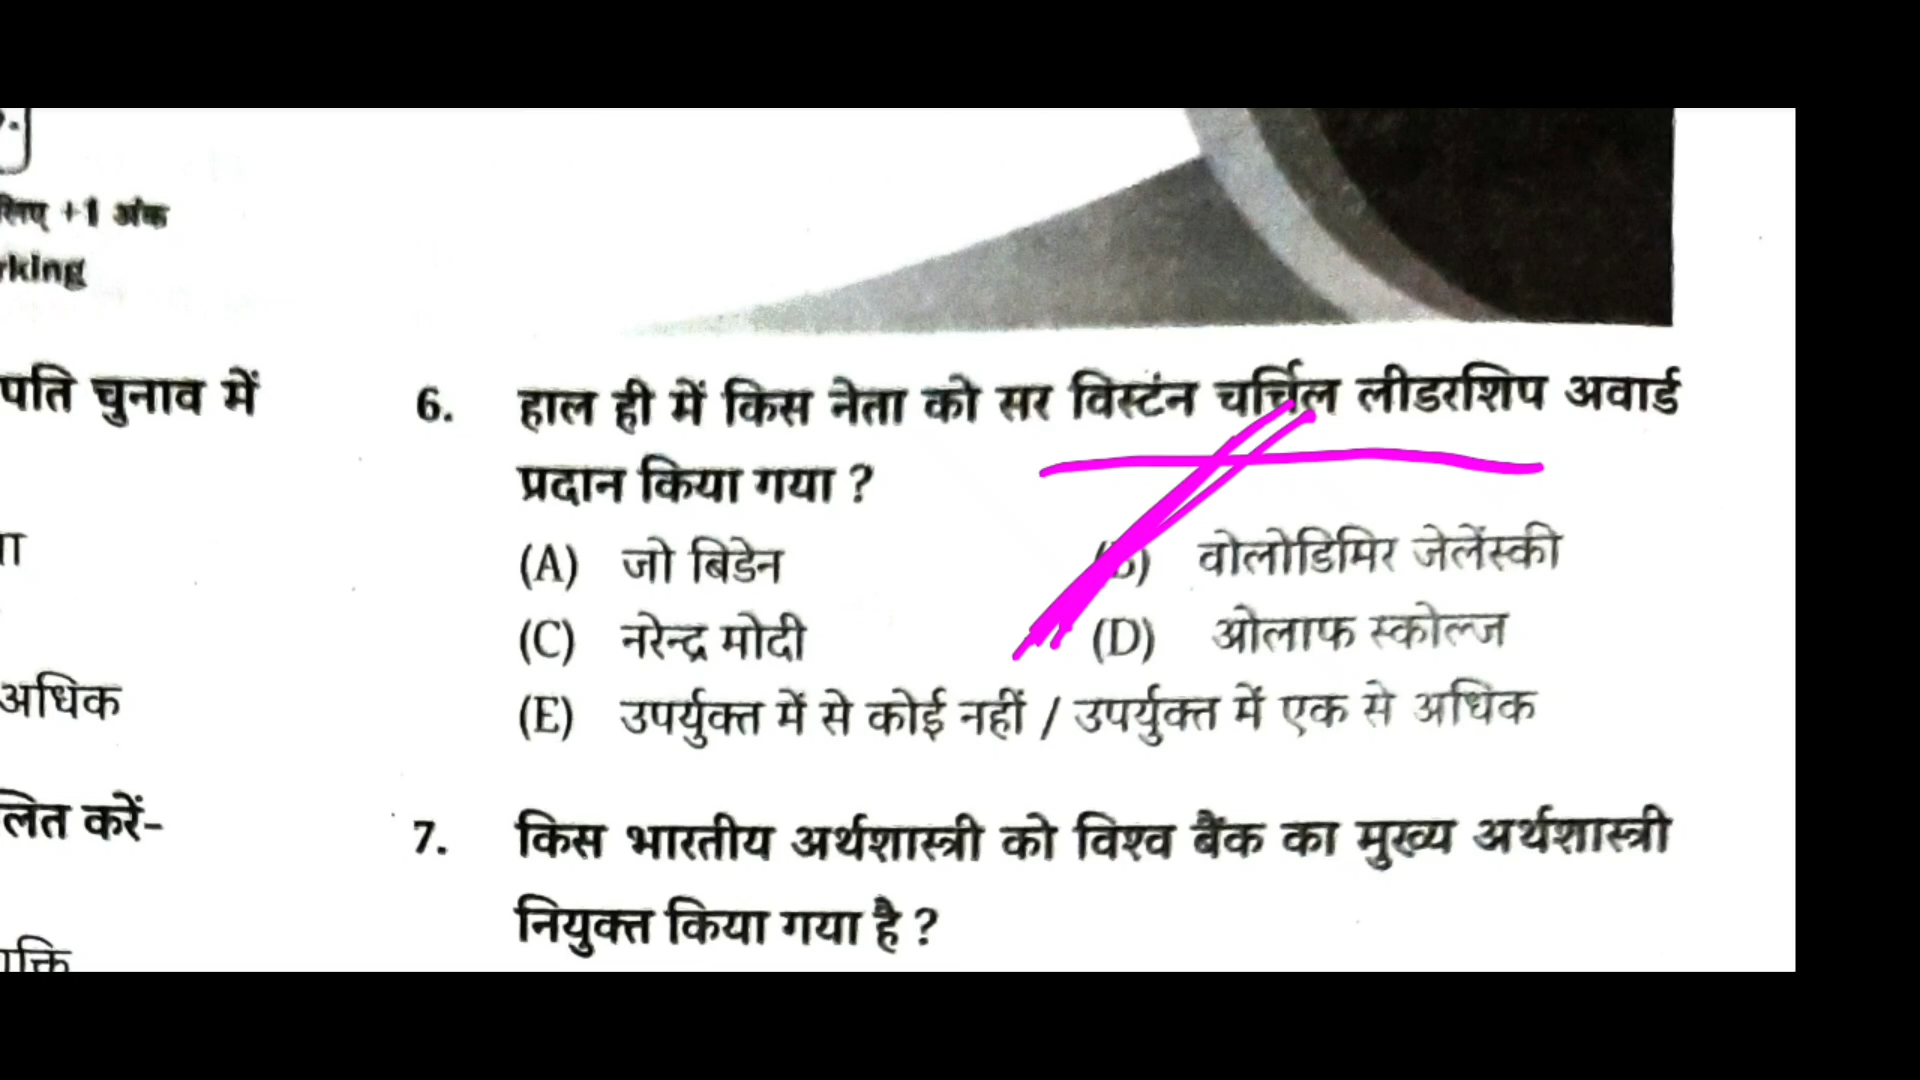 लिए +1 अंक
rking
पति चुनाव में
अधिक
लित करें-
6. हाल ही में किस नेता को सर विस्टंन चर्चिल लीडरशिप अवार्ड
प्रदान किया गया ?
(A) जो बिडेन (B) वोलोडिमिर जेलेंस्की
(C) नरेन्द्र मोदी (D) ओलाफ स्कोल्ज
(E) उपर्युक्त में से कोई नहीं / उपर्युक्त में एक से अधिक
7. किस भारतीय अर्थशास्त्री को विश्व बैंक का मुख्य अर्थशास्त्री
नियुक्त किया गया है ?